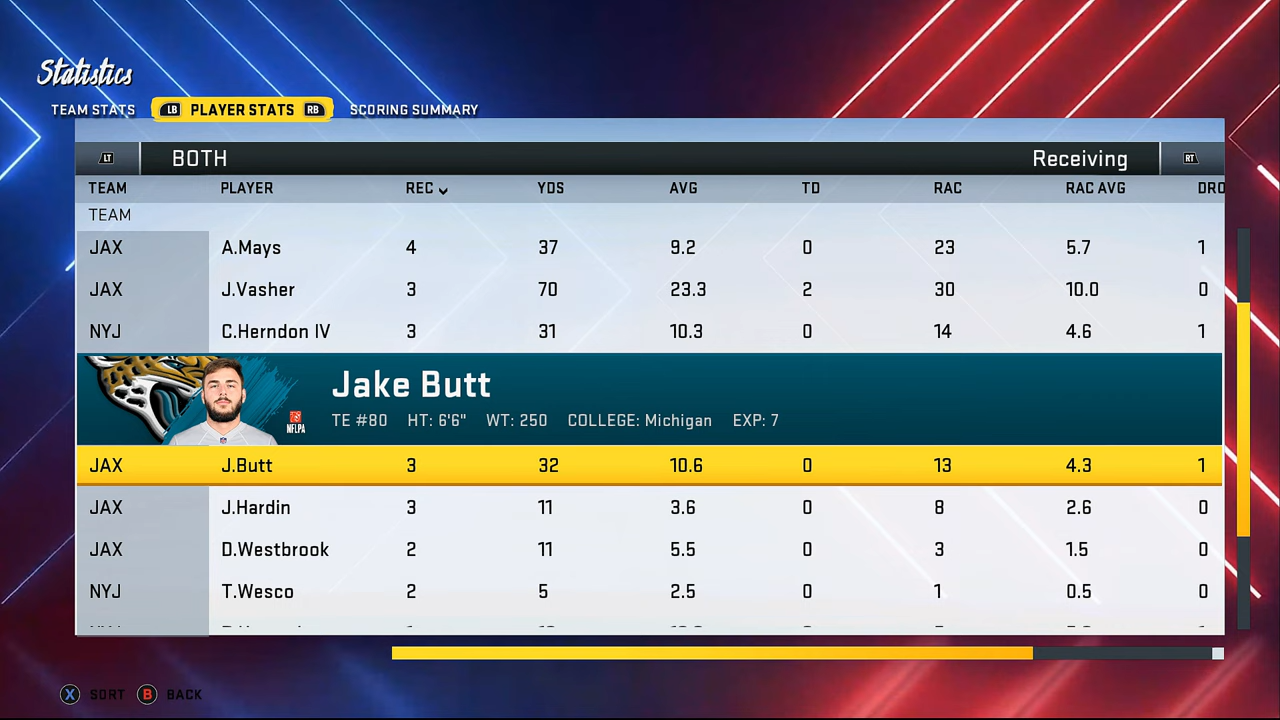 Statistics
TEAM STATS LB PLAYER STATS RB SCORING SUMMARY
LT BOTH Receiving RT
TEAM PLAYER REC YDS AVG TD RAC RAC AVG DRO
TEAM
JAX A.Mays 4 37 9.2 0 23 5.7 1
JAX J.Vasher 3 70 23.3 2 30 10.0 0
NYJ C.Herndon IV 3 31 10.3 0 14 4.6 1
Jake Butt
NFLPA TE #80 HT: 6'6" WT: 250 COLLEGE: Michigan EXP: 7
JAX J.Butt 3 32 10.6 0 13 4.3 1
JAX J.Hardin 3 11 3.6 0 8 2.6 0
JAX D.Westbrook 2 11 5.5 0 3 1.5 0
NYJ T.Wesco 2 5 2.5 0 1 0.5 0
X SORT B BACK